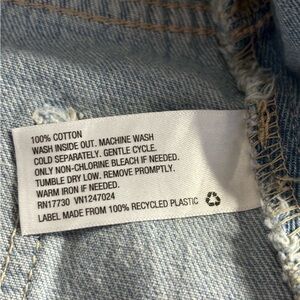 100% COTTON
WASH INSIDE OUT. MACHINE WASH
COLD SEPARATELY. GENTLE CYCLE.
ONLY NON-CHLORINE BLEACH IF NEEDED.
TUMBLE DRY LOW. REMOVE PROMPTLY.
WARM IRON IF NEEDED.
RN17730 VN1247024
LABEL MADE FROM 100% RECYCLED PLASTIC